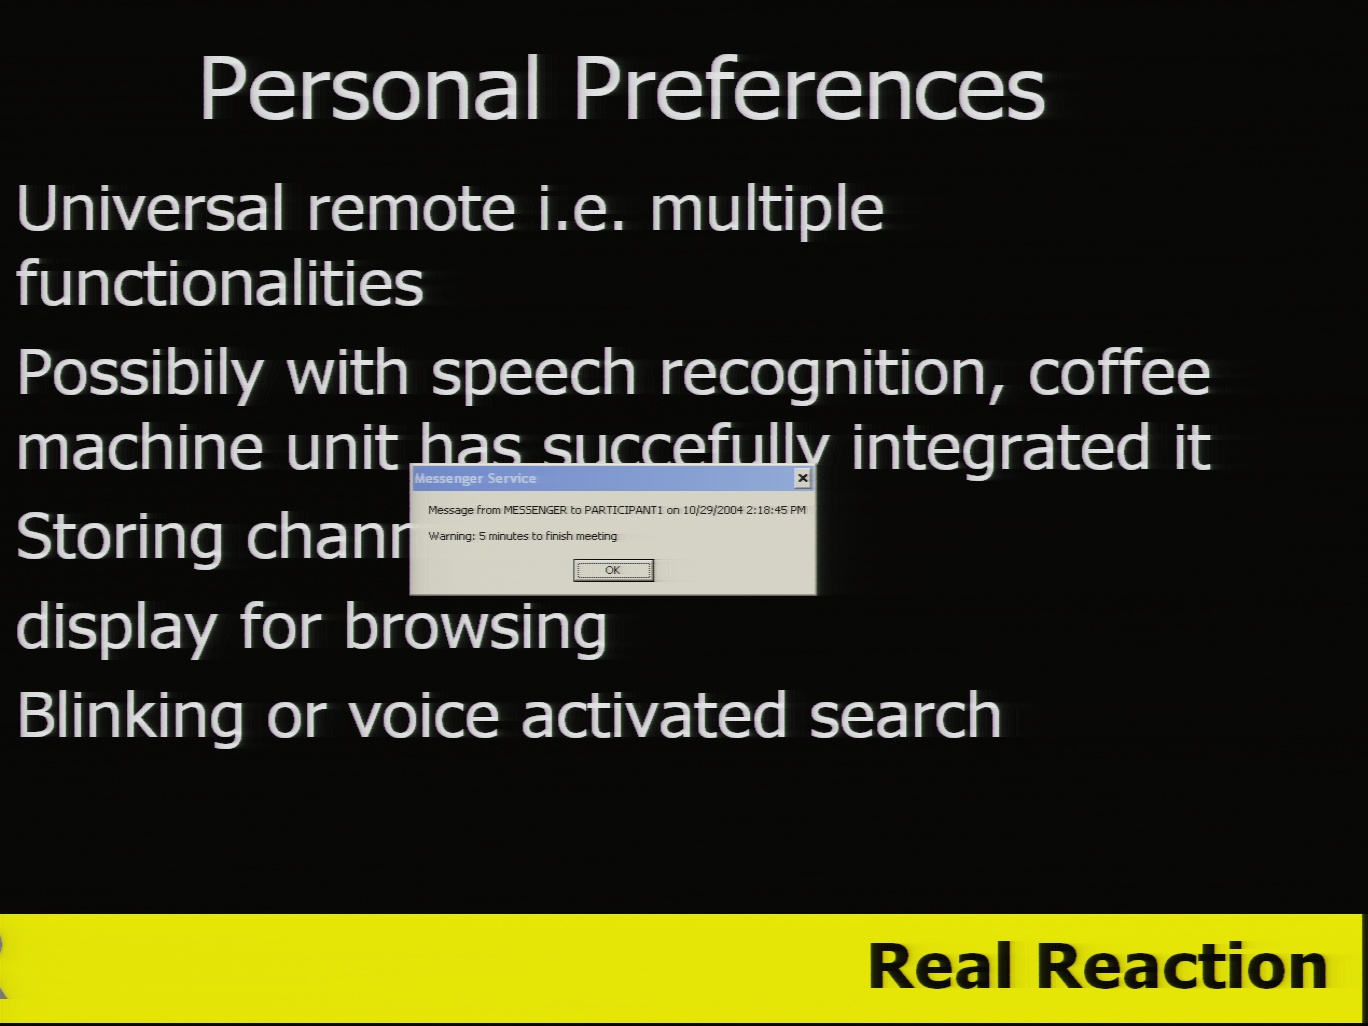 Personal Preferences
Universal remote i.e. multiple
functionalities
Possibily with speech recognition, coffee
machine unit has succefully integrated it
Storing
display for browsing
Blinking or voice activated search
Messenger Service
Message from MESSENGER to PARTICIPANT1 on 10/29/2004 2:18:45 PM
Warning: 5 minutes to finish meeting
OK
Real Reaction